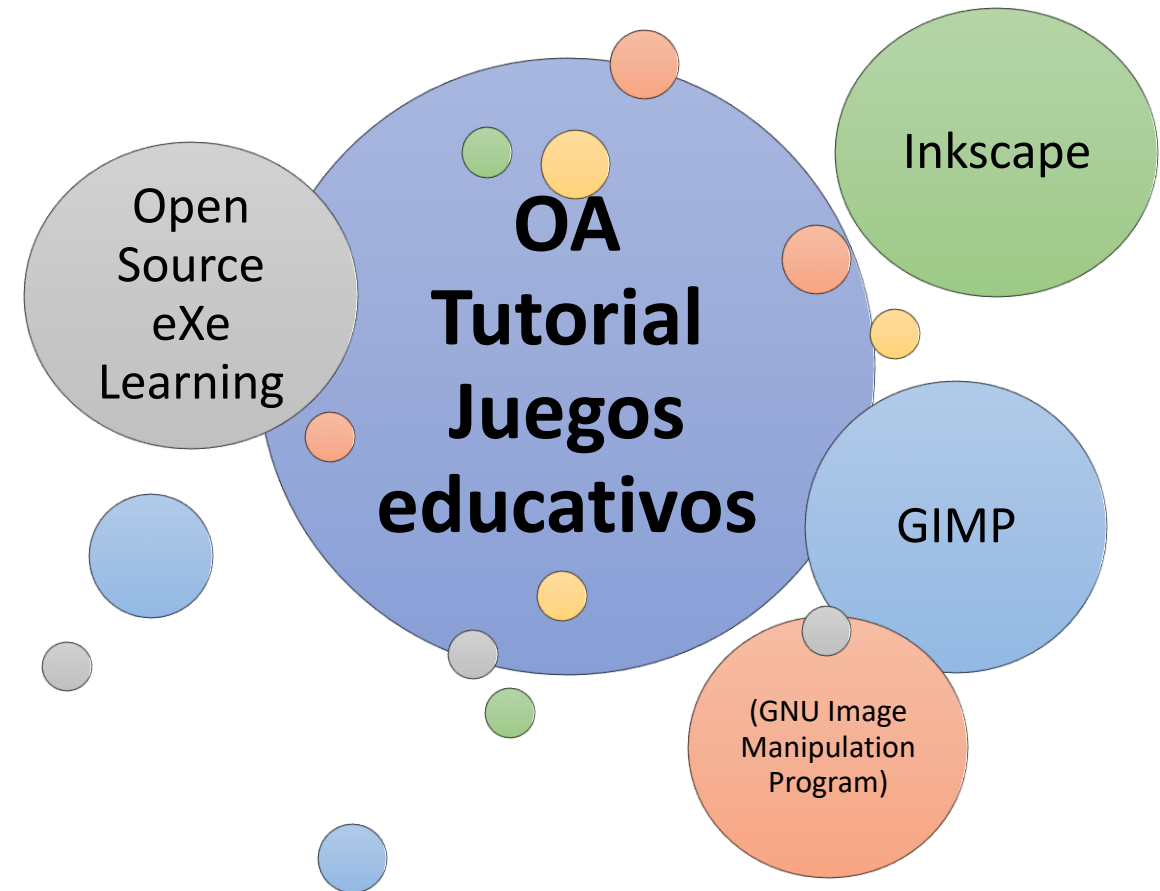 Open
Source
eXe
Learning
OA
Tutorial
Juegos
educativos
Inkscape
GIMP
(GNU Image
Manipulation
Program)